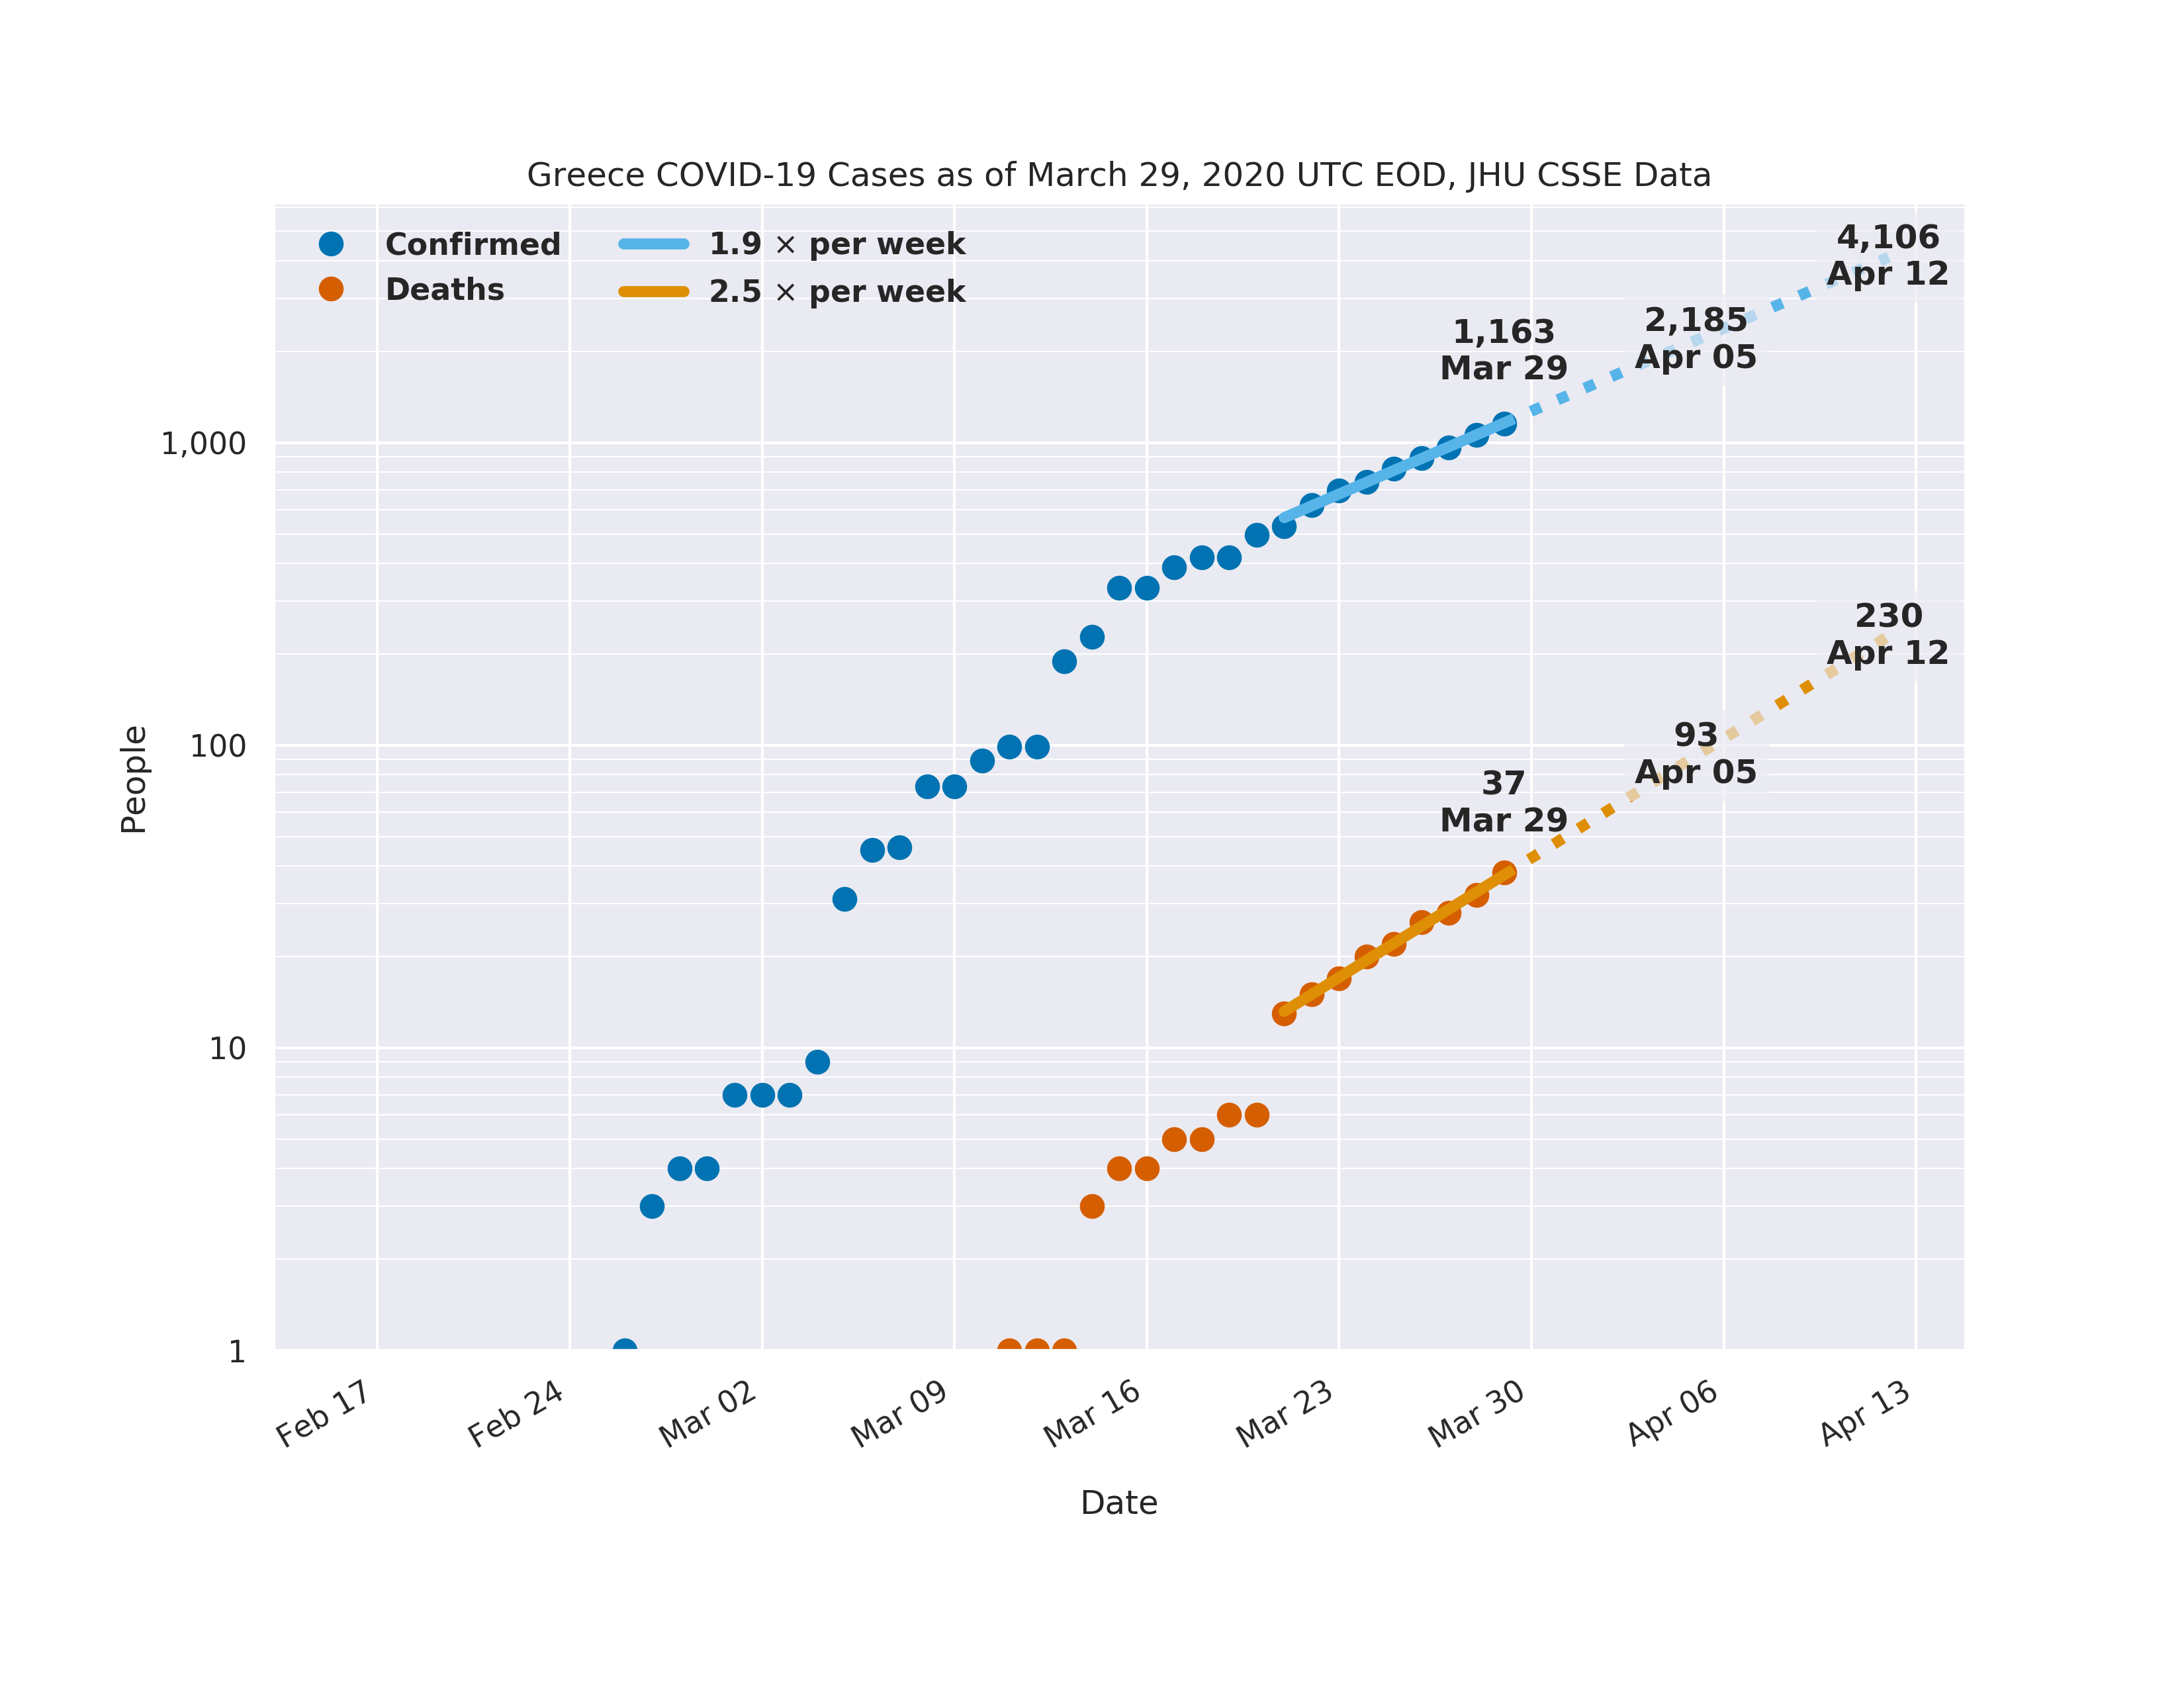 Greece COVID-19 Cases as of March 29, 2020 UTC EOD, JHU CSSE Data
Confirmed
Deaths
1.9 × per week
2.5 × per week
4,106
Apr 12
2,185
Apr 05
1,163
Mar 29
230
Apr 12
93
Apr 05
37
Mar 29
People
1,000
100
10
1
Feb 17
Feb 24
Mar 02
Mar 09
Mar 16
Mar 23
Mar 30
Apr 06
Apr 13
Date